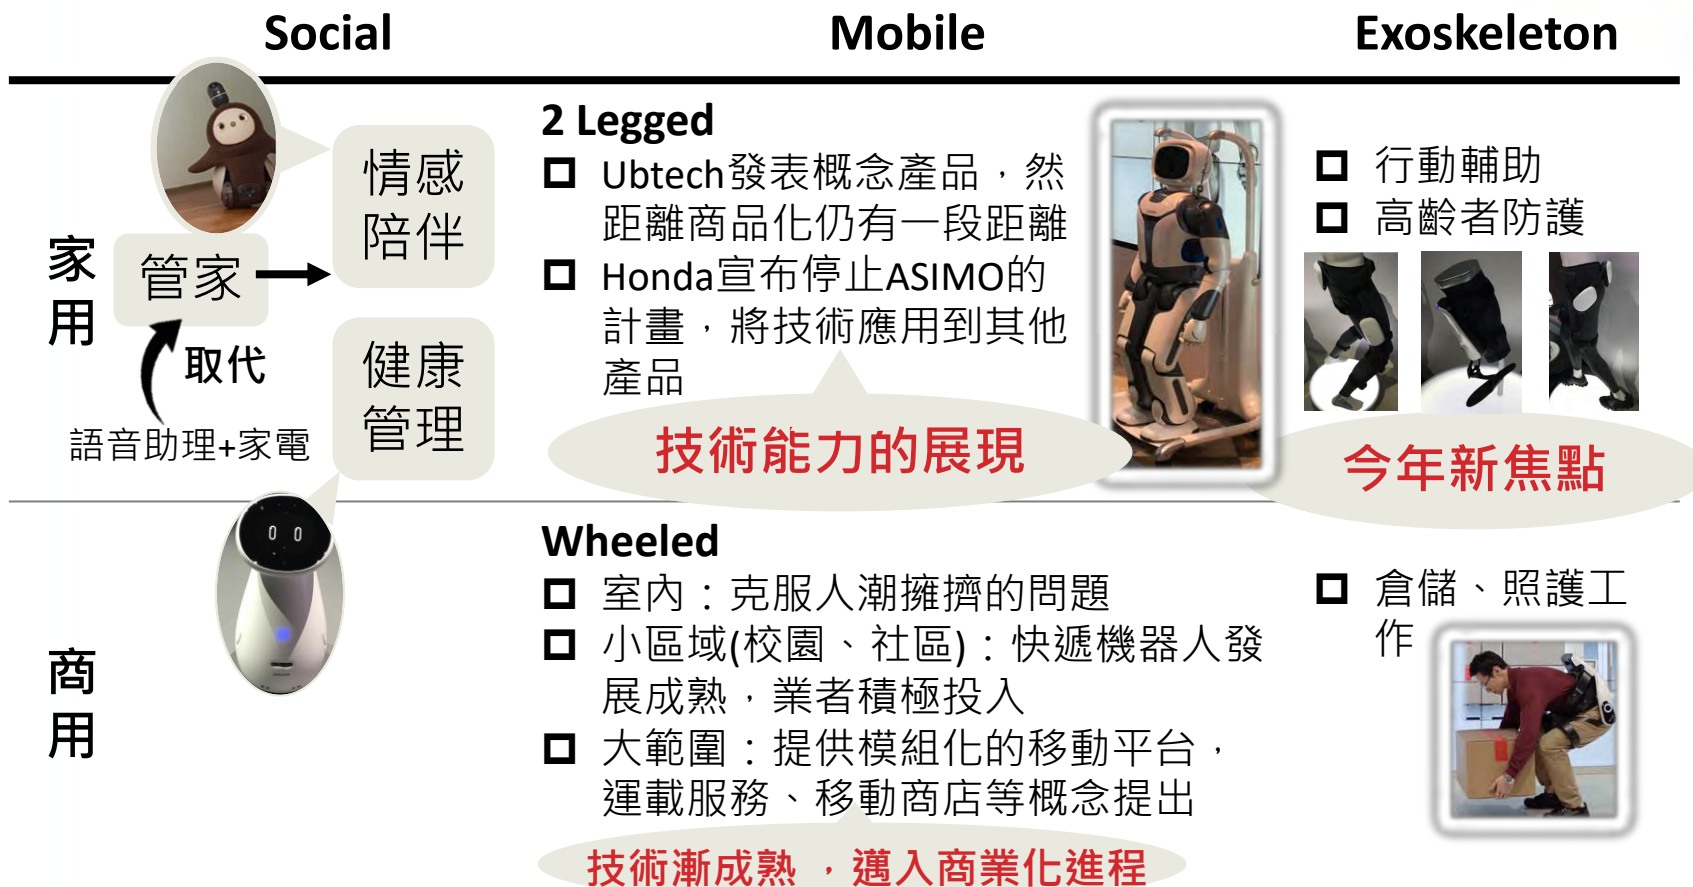 Social
Mobile
Exoskeleton
家用
情感
陪伴
管家
取代
語音助理+家電
健康
管理
2 Legged
Ubtech發表概念產品，然
距離商品化仍有一段距離
Honda宣布停止ASIMO的
計畫，將技術應用到其他
產品
技術能力的展現
行動輔助
高齡者防護
今年新焦點
商用
Wheeled
室內：克服人潮擁擠的問題
小區域(校園、社區)：快遞機器人發
展成熟，業者積極投入
大範圍：提供模組化的移動平台，
運載服務、移動商店等概念提出
技術漸成熟 ，邁入商業化進程
倉儲、照護工
作